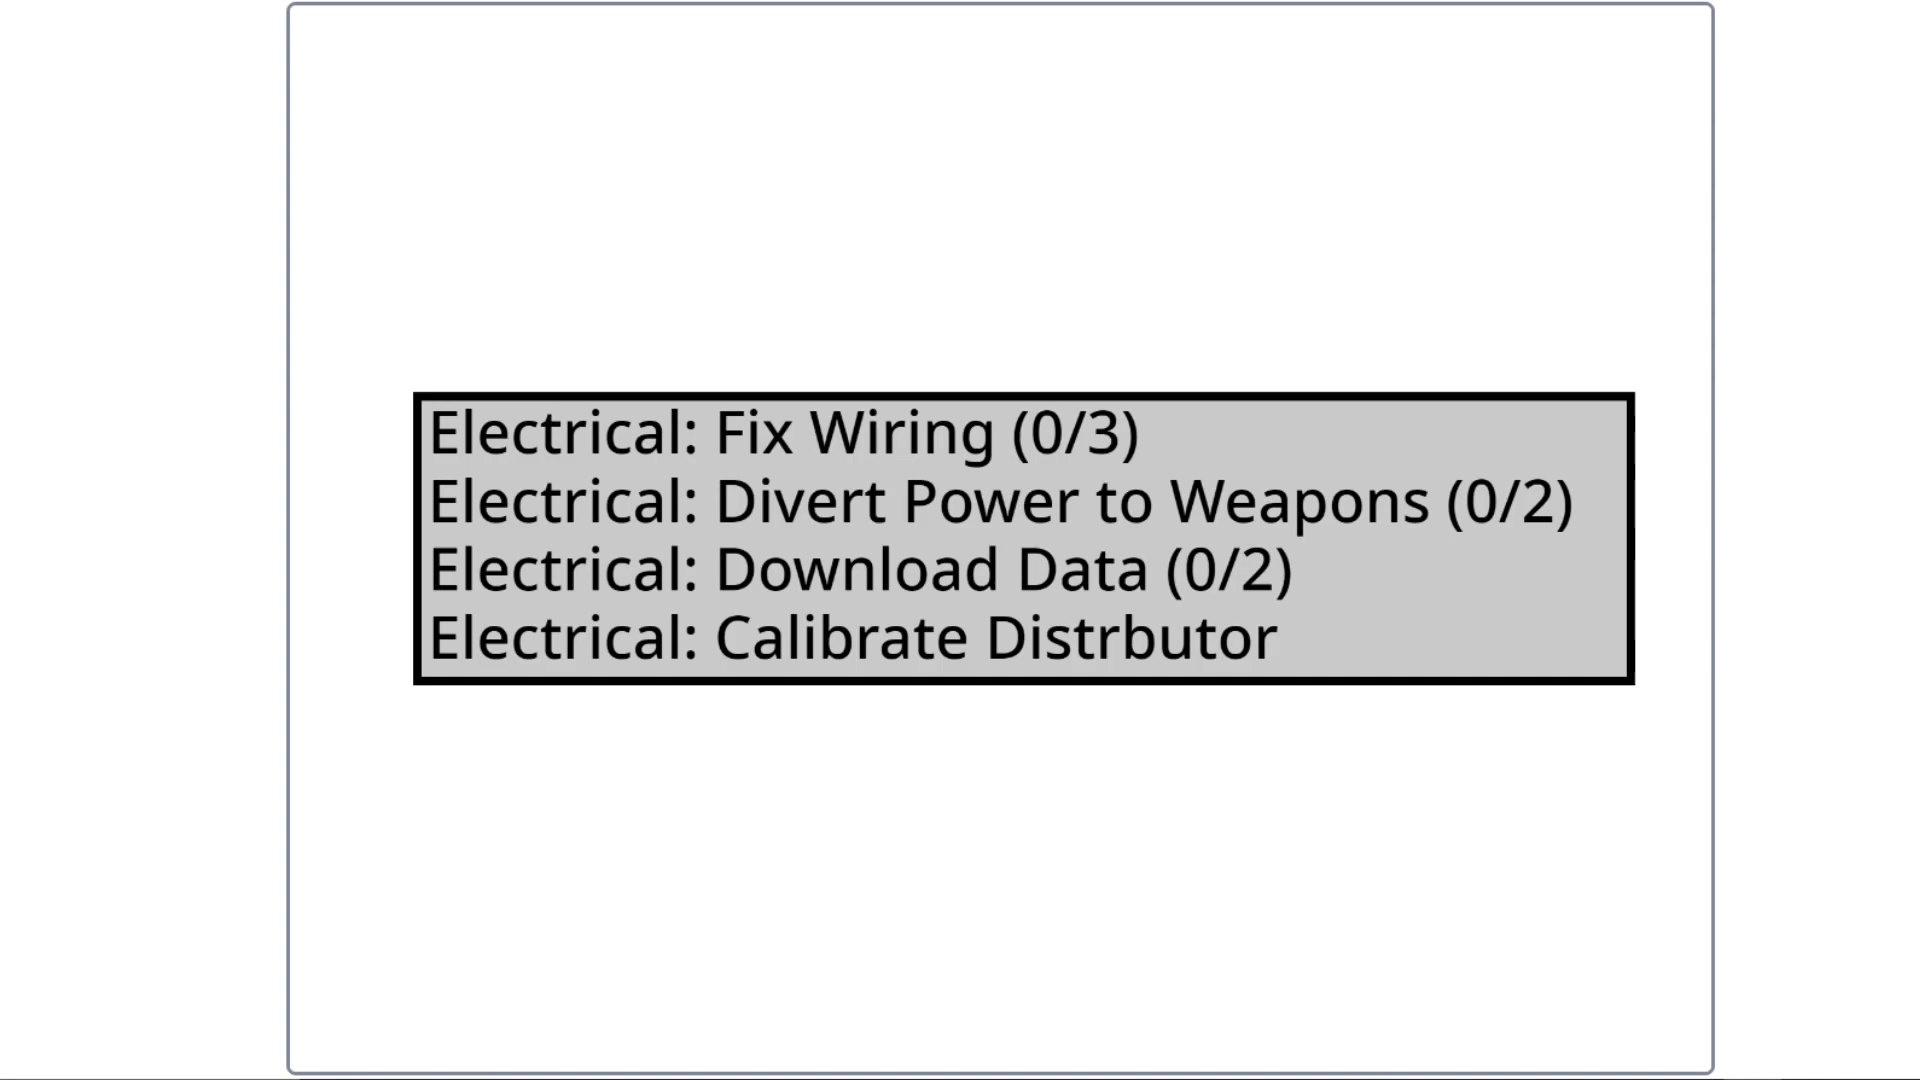 Electrical: Fix Wiring (0/3)
Electrical: Divert Power to Weapons (0/2)
Electrical: Download Data (0/2)
Electrical: Calibrate Distrbutor